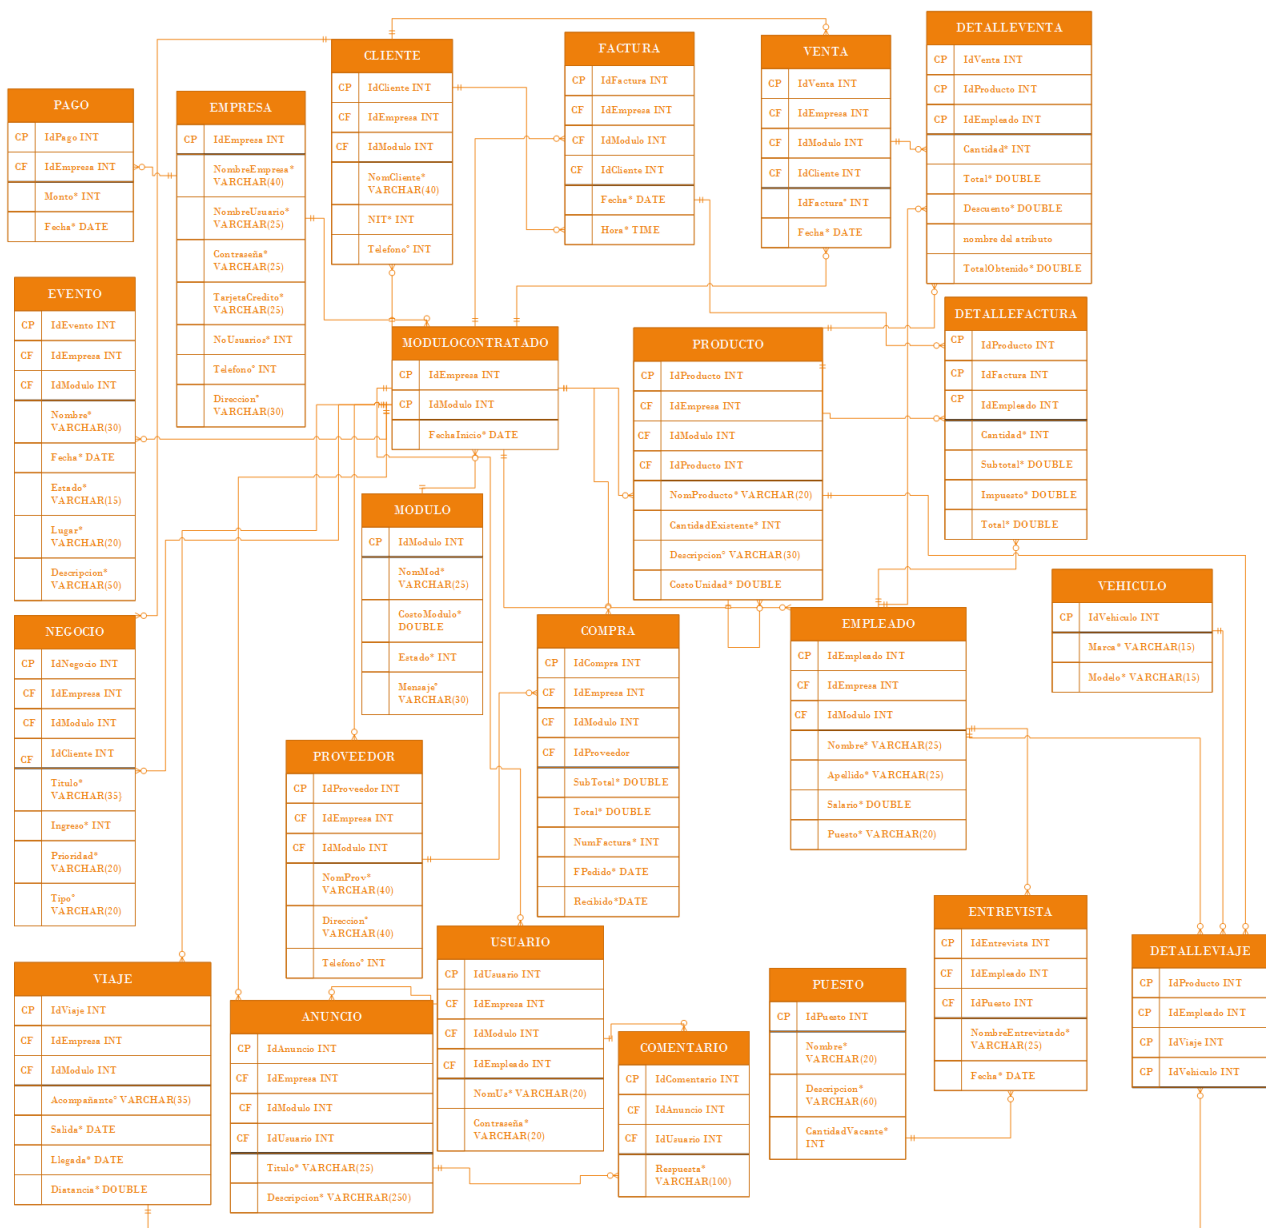 PAGO
CP IdPago INT
CF IdEmpresa INT
Monto* INT
Fecha* DATE
EMPRESA
CP IdEmpresa INT
NombreEmpresa*
VARCHAR(40)
NombreUsuario*
VARCHAR(25)
Contraseña*
VARCHAR(25)
TarjetaCredito*
VARCHAR(25)
NoUsuarios* INT
Telefono* INT
Direccion*
VARCHAR(30)
CLIENTE
CP IdCliente INT
CF IdEmpresa INT
CF IdModulo INT
NomCliente*
VARCHAR(40)
NIT* INT
Telefono* INT
FACTURA
CP IdFactura INT
CF IdEmpresa INT
CF IdModulo INT
CF IdCliente INT
Fecha* DATE
Hora* TIME
VENTA
CP IdVenta INT
CF IdEmpresa INT
CF IdModulo INT
CF IdCliente INT
IdFactura* INT
Fecha* DATE
DETALLEVENTA
CP IdVenta INT
CP IdProducto INT
CP IdEmpleado INT
Cantidad* INT
Total* DOUBLE
Descuento* DOUBLE
nombre del atributo
TotalObtenido* DOUBLE
EVENTO
CP IdEvento INT
CF IdEmpresa INT
CF IdModulo INT
Nombre*
VARCHAR(30)
Fecha* DATE
Estado*
VARCHAR(15)
Lugar*
VARCHAR(20)
Descripcion*
VARCHAR(50)
MODULOCONTRATADO
CP IdEmpresa INT
CP IdModulo INT
FechaInicio* DATE
PRODUCTO
CP IdProducto INT
CF IdEmpresa INT
CF IdModulo INT
CF IdProducto INT
NomProducto* VARCHAR(20)
CantidadExistente* INT
Descripcion* VARCHAR(30)
CostoUnidad* DOUBLE
DETALLEFACTURA
CP IdProducto INT
CF IdFactura INT
CP IdEmpleado INT
Cantidad* INT
Subtotal* DOUBLE
Impuesto* DOUBLE
Total* DOUBLE
MODULO
CP IdModulo INT
NomMod*
VARCHAR(25)
CostoModulo*
DOUBLE
Estado* INT
Mensaje*
VARCHAR(30)
NEGOCIO
CP IdNegocio INT
CF IdEmpresa INT
CF IdModulo INT
CF IdCliente INT
Titulo*
VARCHAR(35)
Ingreso* INT
Prioridad*
VARCHAR(20)
Tipo*
VARCHAR(20)
COMPRA
CP IdCompra INT
CF IdEmpresa INT
CF IdModulo INT
CF IdProveedor
SubTotal* DOUBLE
Total* DOUBLE
NumFactura* INT
FPedido* DATE
Recibido*DATE
EMPLEADO
CP IdEmpleado INT
CF IdEmpresa INT
CF IdModulo INT
Nombre* VARCHAR(25)
Apellido* VARCHAR(25)
Salario* DOUBLE
Puesto* VARCHAR(20)
VEHICULO
CP IdVehiculo INT
Marca* VARCHAR(15)
Modelo* VARCHAR(15)
PROVEEDOR
CP IdProveedor INT
CF IdEmpresa INT
CF IdModulo INT
NomProv*
VARCHAR(40)
Direccion*
VARCHAR(40)
Telefono* INT
VIAJE
CP IdViaje INT
CF IdEmpresa INT
CF IdModulo INT
Acompañante* VARCHAR(35)
Salida* DATE
Llegada* DATE
Distancia* DOUBLE
ANUNCIO
CP IdAnuncio INT
CF IdEmpresa INT
CF IdModulo INT
CF IdUsuario INT
Titulo* VARCHAR(25)
Descripcion* VARCHRAR(250)
USUARIO
CP IdUsuario INT
CF IdEmpresa INT
CF IdModulo INT
CF IdEmpleado INT
NomUs* VARCHAR(20)
Contraseña*
VARCHAR(20)
COMENTARIO
CP IdComentario INT
CF IdAnuncio INT
CF IdUsuario INT
Respuesta*
VARCHAR(100)
PUESTO
CP IdPuesto INT
Nombre*
VARCHAR(20)
Descripcion*
VARCHAR(60)
CantidadVacante*
INT
ENTREVISTA
CP IdEntrevista INT
CF IdEmpleado INT
CF IdPuesto INT
NombreEntrevistado*
VARCHAR(25)
Fecha* DATE
DETALLEVIAJE
CP IdProducto INT
CP IdEmpleado INT
CP IdViaje INT
CP IdVehiculo INT